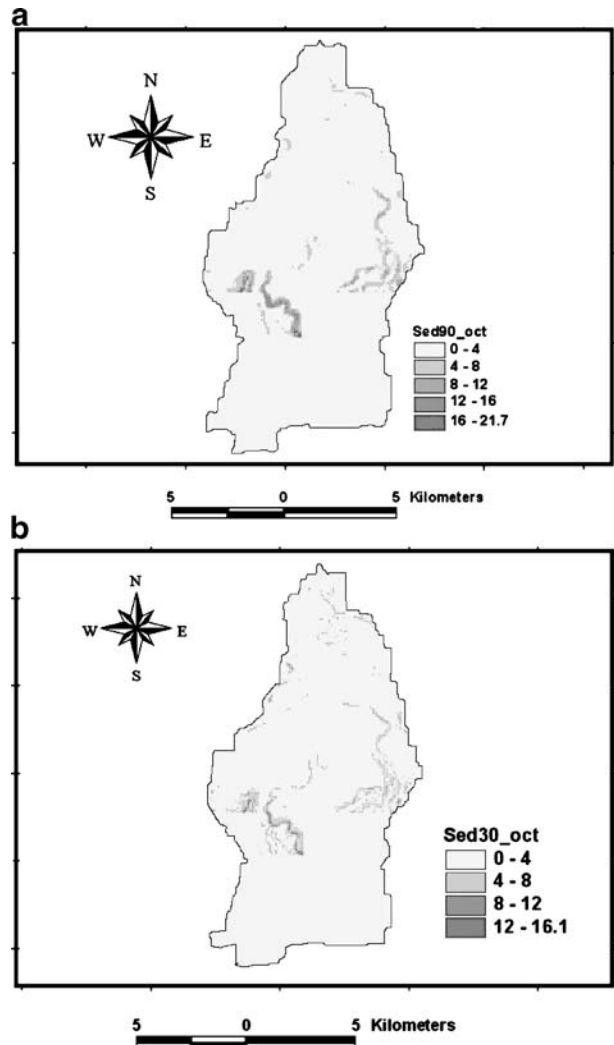 a
N
W E
S
Sed90_oct
0 - 4
4 - 8
8 - 12
12 - 16
16 - 21.7
5 0 5 Kilometers
b
N
W E
S
Sed30_oct
0 - 4
4 - 8
8 - 12
12 - 16.1
5 0 5 Kilometers